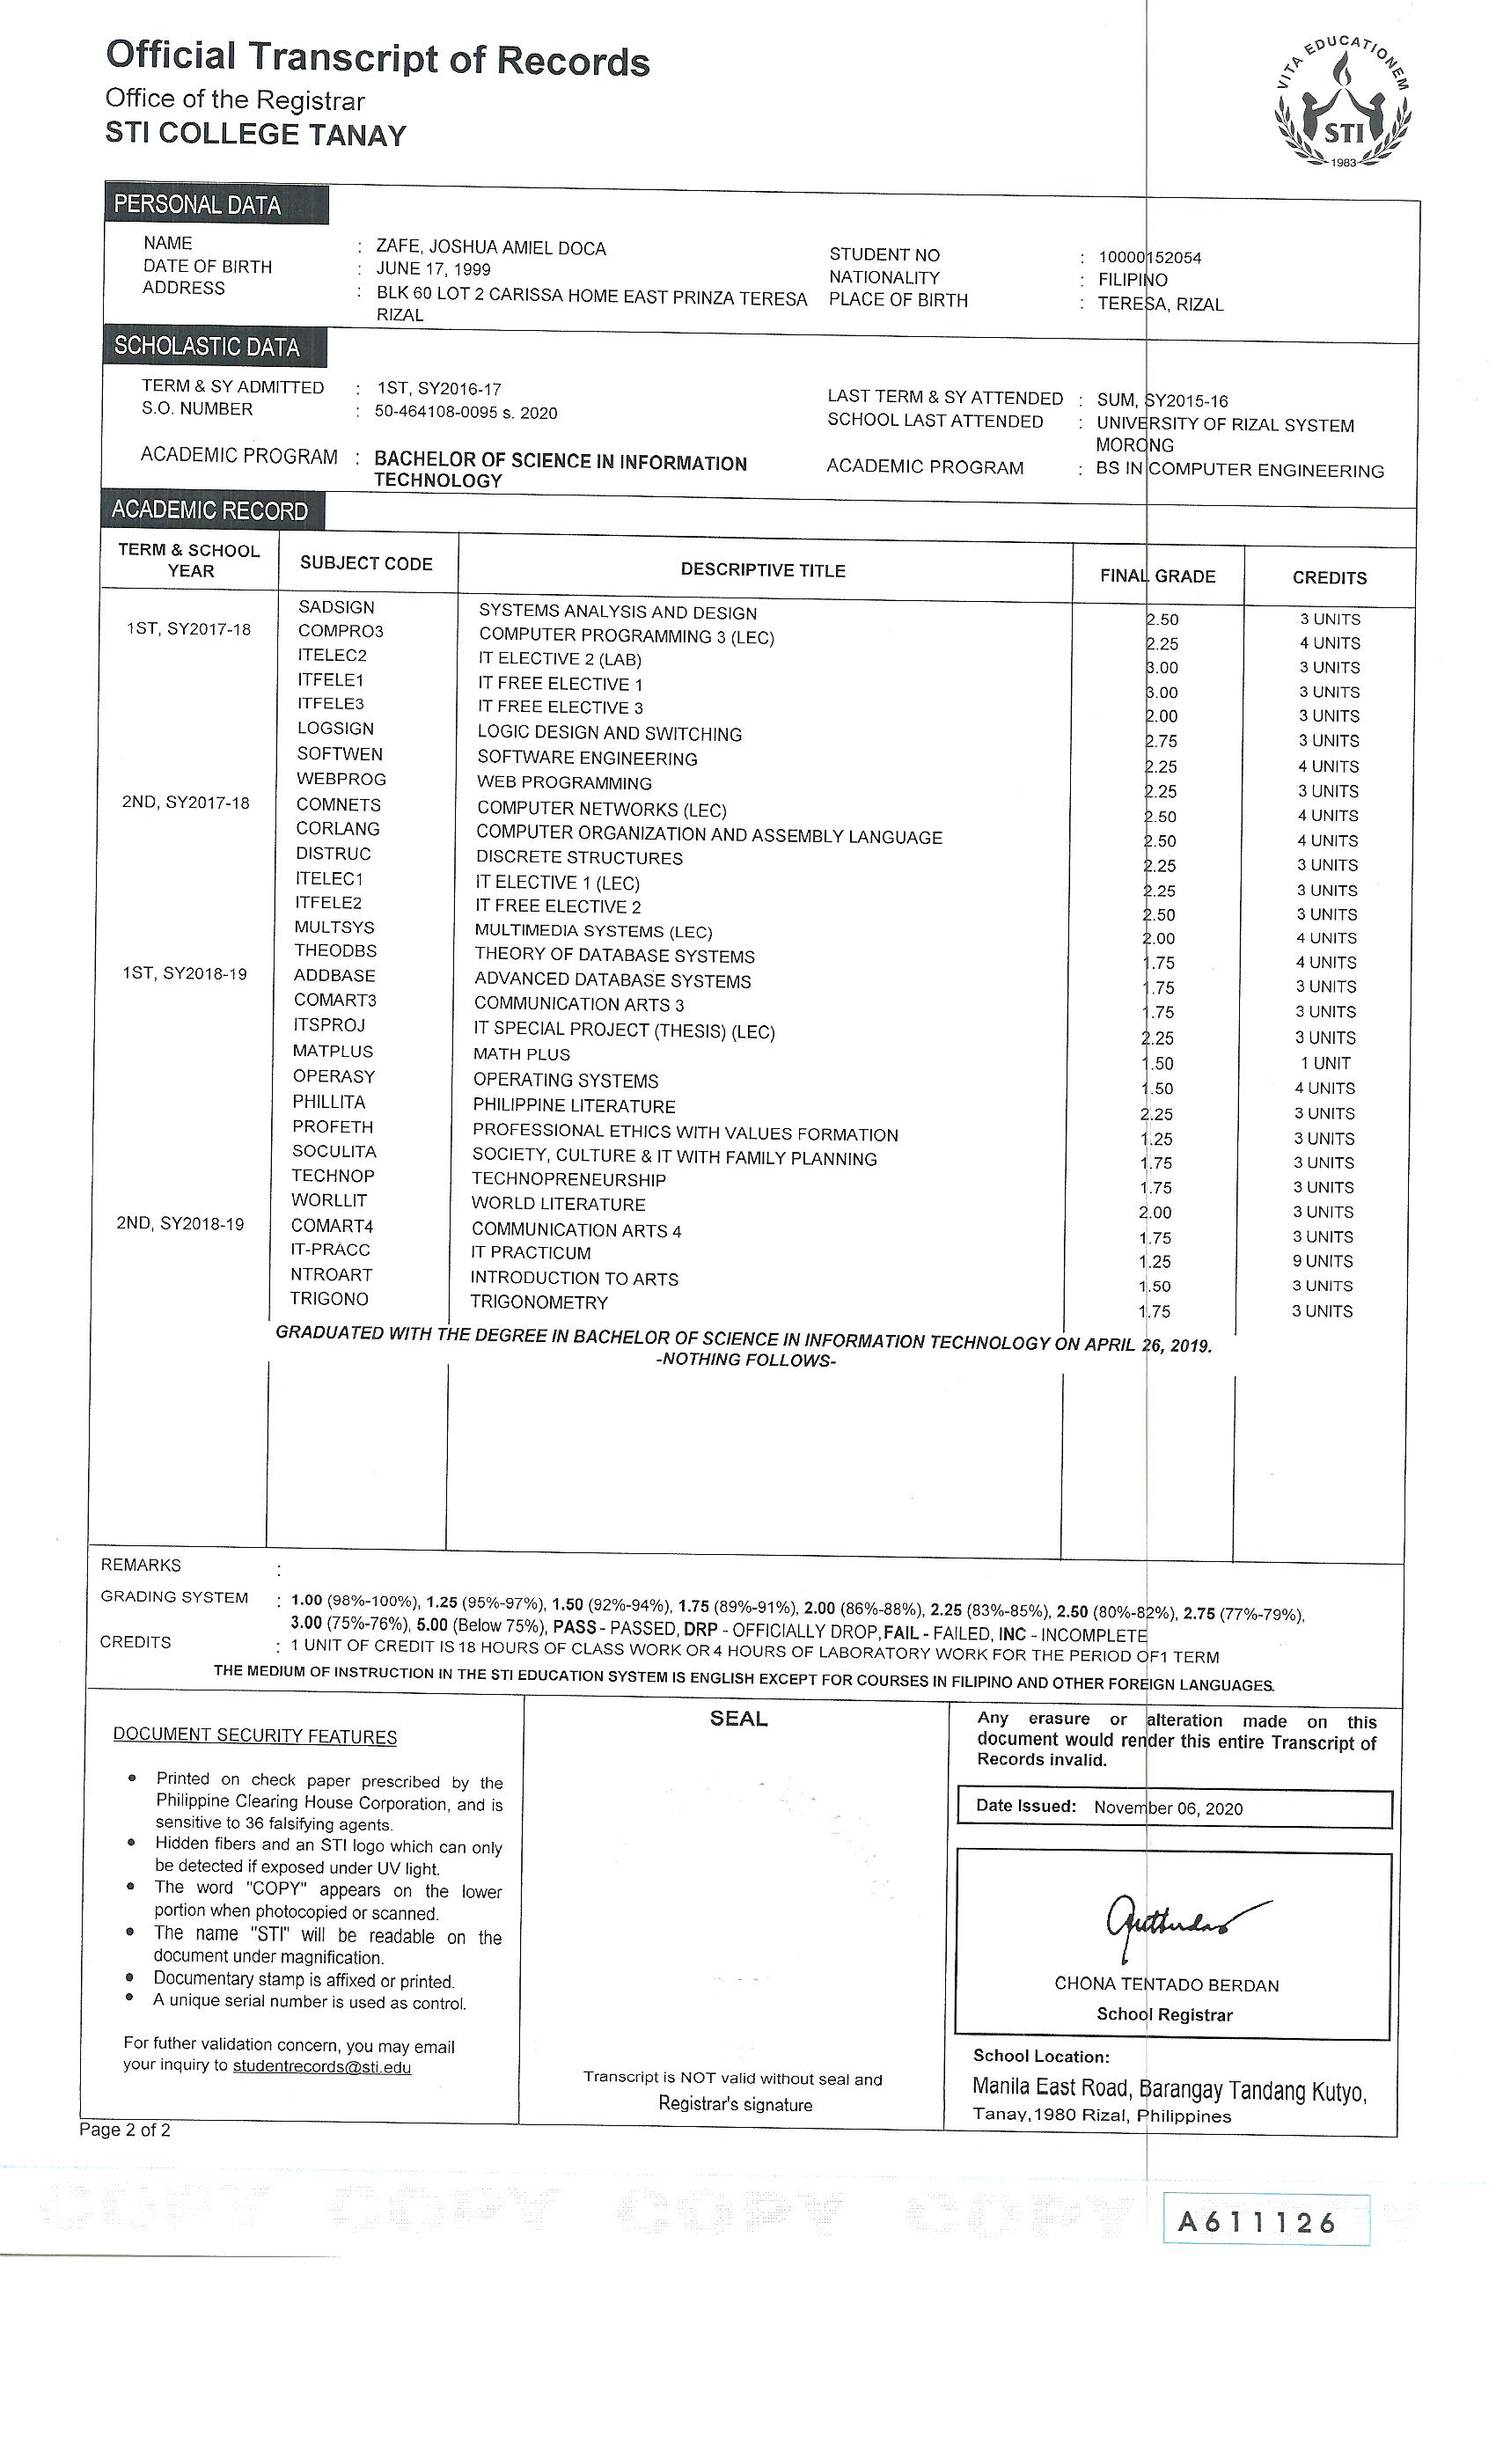 Official Transcript of Records
Office of the Registrar
STI COLLEGE TANAY
VITA EDUCATIONEM
STI
1983
PERSONAL DATA
NAME : ZAFE, JOSHUA AMIEL DOCA STUDENT NO : 10000152054
DATE OF BIRTH : JUNE 17, 1999 NATIONALITY : FILIPINO
ADDRESS : BLK 60 LOT 2 CARISSA HOME EAST PRINZA TERESA PLACE OF BIRTH : TERESA, RIZAL
RIZAL
SCHOLASTIC DATA
TERM & SY ADMITTED : 1ST, SY2016-17 LAST TERM & SY ATTENDED : SUM, SY2015-16
S.O. NUMBER : 50-464108-0095 s. 2020 SCHOOL LAST ATTENDED : UNIVERSITY OF RIZAL SYSTEM
MORONG
ACADEMIC PROGRAM : BACHELOR OF SCIENCE IN INFORMATION ACADEMIC PROGRAM : BS IN COMPUTER ENGINEERING
TECHNOLOGY
ACADEMIC RECORD
TERM & SCHOOL YEAR SUBJECT CODE DESCRIPTIVE TITLE FINAL GRADE CREDITS
SADSIGN SYSTEMS ANALYSIS AND DESIGN 2.50 3 UNITS
1ST, SY2017-18 COMPRO3 COMPUTER PROGRAMMING 3 (LEC) 2.25 4 UNITS
ITELEC2 IT ELECTIVE 2 (LAB) 3.00 3 UNITS
ITFELE1 IT FREE ELECTIVE 1 3.00 3 UNITS
ITFELE3 IT FREE ELECTIVE 3 2.00 3 UNITS
LOGSIGN LOGIC DESIGN AND SWITCHING 2.75 3 UNITS
SOFTWEN SOFTWARE ENGINEERING 2.25 4 UNITS
WEBPROG WEB PROGRAMMING 2.25 3 UNITS
2ND, SY2017-18 COMNETS COMPUTER NETWORKS (LEC) 2.50 4 UNITS
CORLANG COMPUTER ORGANIZATION AND ASSEMBLY LANGUAGE 2.50 4 UNITS
DISTRUC DISCRETE STRUCTURES 2.25 3 UNITS
ITELEC1 IT ELECTIVE 1 (LEC) 2.25 3 UNITS
ITFELE2 IT FREE ELECTIVE 2 2.50 3 UNITS
MULTSYS MULTIMEDIA SYSTEMS (LEC) 2.00 4 UNITS
THEODBS THEORY OF DATABASE SYSTEMS 1.75 4 UNITS
1ST, SY2018-19 ADDBASE ADVANCED DATABASE SYSTEMS 1.75 3 UNITS
COMART3 COMMUNICATION ARTS 3 1.75 3 UNITS
ITSPROJ IT SPECIAL PROJECT (THESIS) (LEC) 2.25 3 UNITS
MATPLUS MATH PLUS 1.50 1 UNIT
OPERASY OPERATING SYSTEMS 1.50 4 UNITS
PHILLITA PHILIPPINE LITERATURE 2.25 3 UNITS
PROFETH PROFESSIONAL ETHICS WITH VALUES FORMATION 1.25 3 UNITS
SOCULITA SOCIETY, CULTURE & IT WITH FAMILY PLANNING 1.75 3 UNITS
TECHNOP TECHNOPRENEURSHIP 1.75 3 UNITS
WORLLIT WORLD LITERATURE 2.00 3 UNITS
2ND, SY2018-19 COMART4 COMMUNICATION ARTS 4 1.75 3 UNITS
IT-PRACC IT PRACTICUM 1.25 9 UNITS
NTROART INTRODUCTION TO ARTS 1.50 3 UNITS
TRIGONO TRIGONOMETRY 1.75 3 UNITS
GRADUATED WITH THE DEGREE IN BACHELOR OF SCIENCE IN INFORMATION TECHNOLOGY ON APRIL 26, 2019.
-NOTHING FOLLOWS-
REMARKS :
GRADING SYSTEM : 1.00 (98%-100%), 1.25 (95%-97%), 1.50 (92%-94%), 1.75 (89%-91%), 2.00 (86%-88%), 2.25 (83%-85%), 2.50 (80%-82%), 2.75 (77%-79%),
3.00 (75%-76%), 5.00 (Below 75%), PASS - PASSED, DRP - OFFICIALLY DROP, FAIL - FAILED, INC - INCOMPLETE
CREDITS : 1 UNIT OF CREDIT IS 18 HOURS OF CLASS WORK OR 4 HOURS OF LABORATORY WORK FOR THE PERIOD OF1 TERM
THE MEDIUM OF INSTRUCTION IN THE STI EDUCATION SYSTEM IS ENGLISH EXCEPT FOR COURSES IN FILIPINO AND OTHER FOREIGN LANGUAGES.
DOCUMENT SECURITY FEATURES
• Printed on check paper prescribed by the
Philippine Clearing House Corporation, and is
sensitive to 36 falsifying agents.
• Hidden fibers and an STI logo which can only
be detected if exposed under UV light.
• The word "COPY" appears on the lower
portion when photocopied or scanned.
• The name "STI" will be readable on the
document under magnification.
• Documentary stamp is affixed or printed.
• A unique serial number is used as control.
For futher validation concern, you may email
your inquiry to studentrecords@sti.edu
SEAL
Transcript is NOT valid without seal and
Registrar's signature
Any erasure or alteration made on this
document would render this entire Transcript of
Records invalid.
Date Issued: November 06, 2020
CHONA TENTADO BERDAN
School Registrar
School Location:
Manila East Road, Barangay Tandang Kutyo,
Tanay,1980 Rizal, Philippines
Page 2 of 2
COPY COPY COPY COPY
A611126